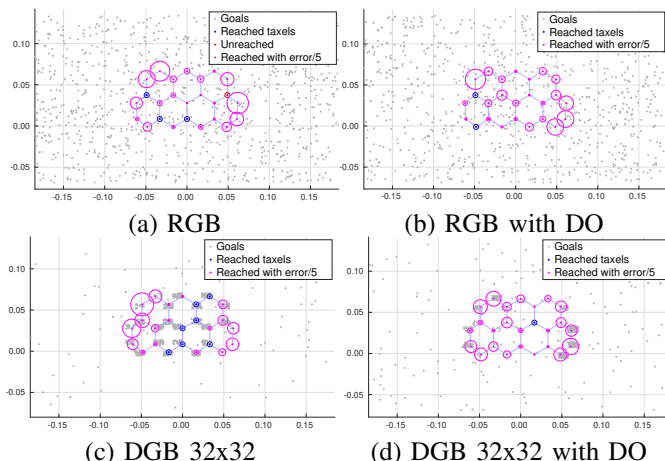 Goals
Reached taxels
Unreached
Reached with error/5
0.10
0.05
0.00
-0.05
-0.15 -0.10 -0.05 0.00 0.05 0.10 0.15
(a) RGB
Goals
Reached taxels
Reached with error/5
0.10
0.05
0.00
-0.05
-0.15 -0.10 -0.05 0.00 0.05 0.10 0.15
(b) RGB with DO
Goals
Reached taxels
Reached with error/5
0.10
0.05
0.00
-0.05
-0.15 -0.10 -0.05 0.00 0.05 0.10 0.15
(c) DGB 32x32
Goals
Reached taxels
Reached with error/5
0.10
0.05
0.00
-0.05
-0.15 -0.10 -0.05 0.00 0.05 0.10 0.15
(d) DGB 32x32 with DO